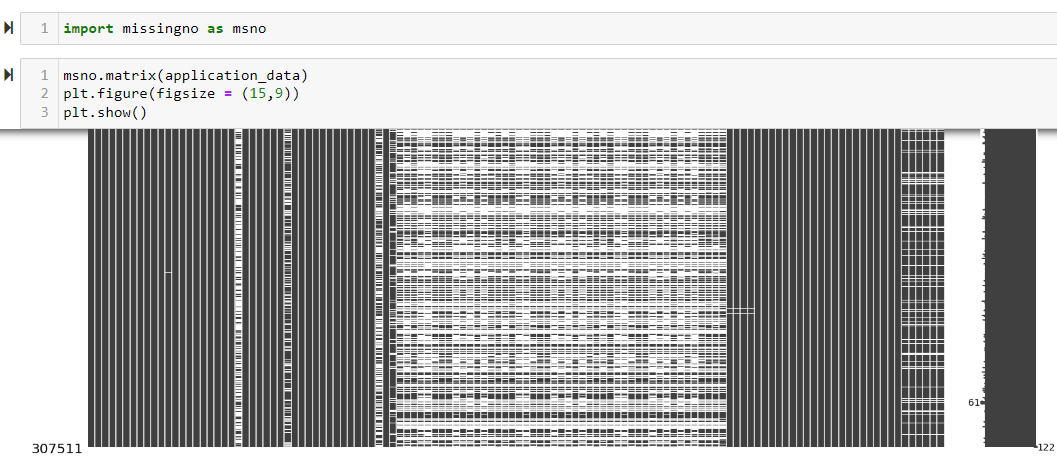 1 import missingno as msno
1 msno.matrix(application_data)
2 plt.figure(figsize = (15,9))
3 plt.show()
61
307511
122